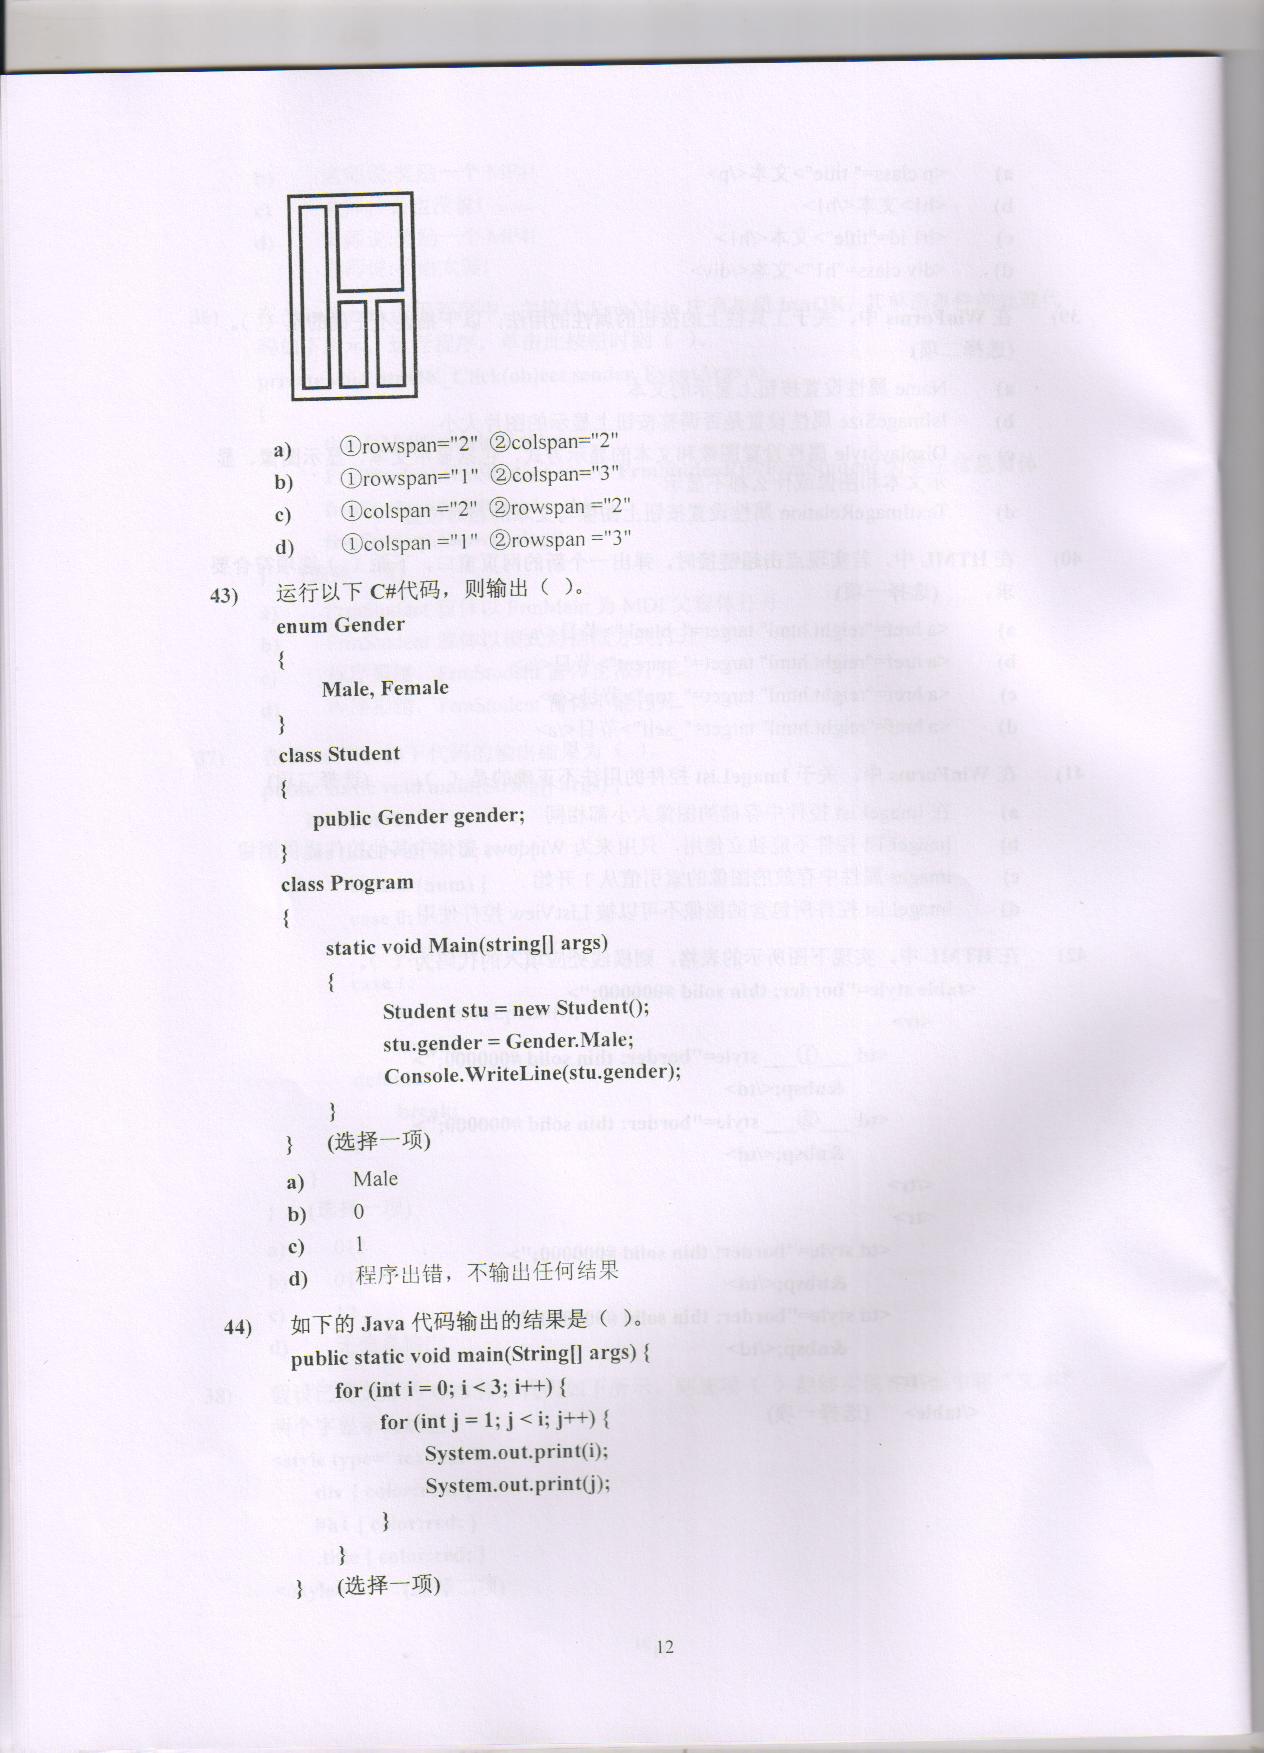 a) ①rowspan="2" ②colspan="2"
b) ①rowspan="1" ②colspan="3"
c) ①colspan ="2" ②rowspan ="2"
d) ①colspan ="1" ②rowspan ="3"
43) 运行以下 C#代码，则输出（ ）。
enum Gender
{
Male, Female
}
class Student
{
public Gender gender;
}
class Program
{
static void Main(string[] args)
{
Student stu = new Student();
stu.gender = Gender.Male;
Console.WriteLine(stu.gender);
}
} (选择一项)
a) Male
b) 0
c) 1
d) 程序出错，不输出任何结果
44) 如下的 Java 代码输出的结果是（ ）。
public static void main(String[] args) {
for (int i = 0; i < 3; i++) {
for (int j = 1; j < i; j++) {
System.out.print(i);
System.out.print(j);
}
}
} (选择一项)
12